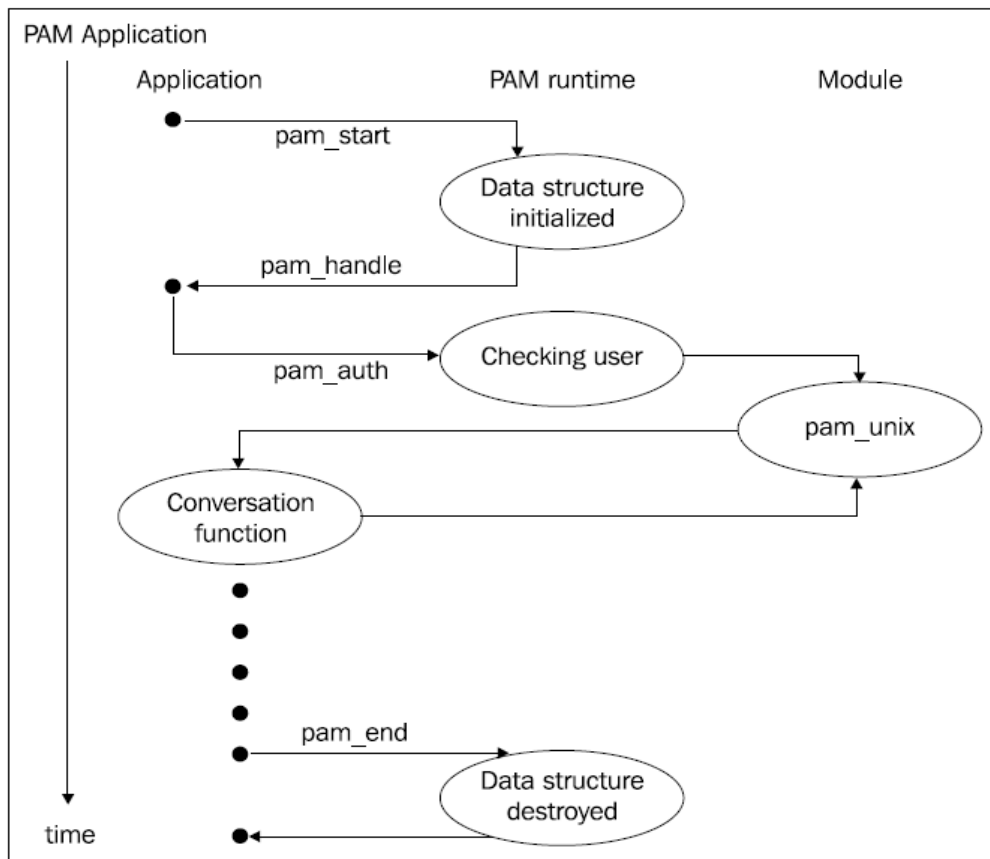 PAM Application
Application
PAM runtime
Module
pam_start
Data structure
initialized
pam_handle
pam_auth
Checking user
pam_unix
Conversation
function
pam_end
Data structure
destroyed
time